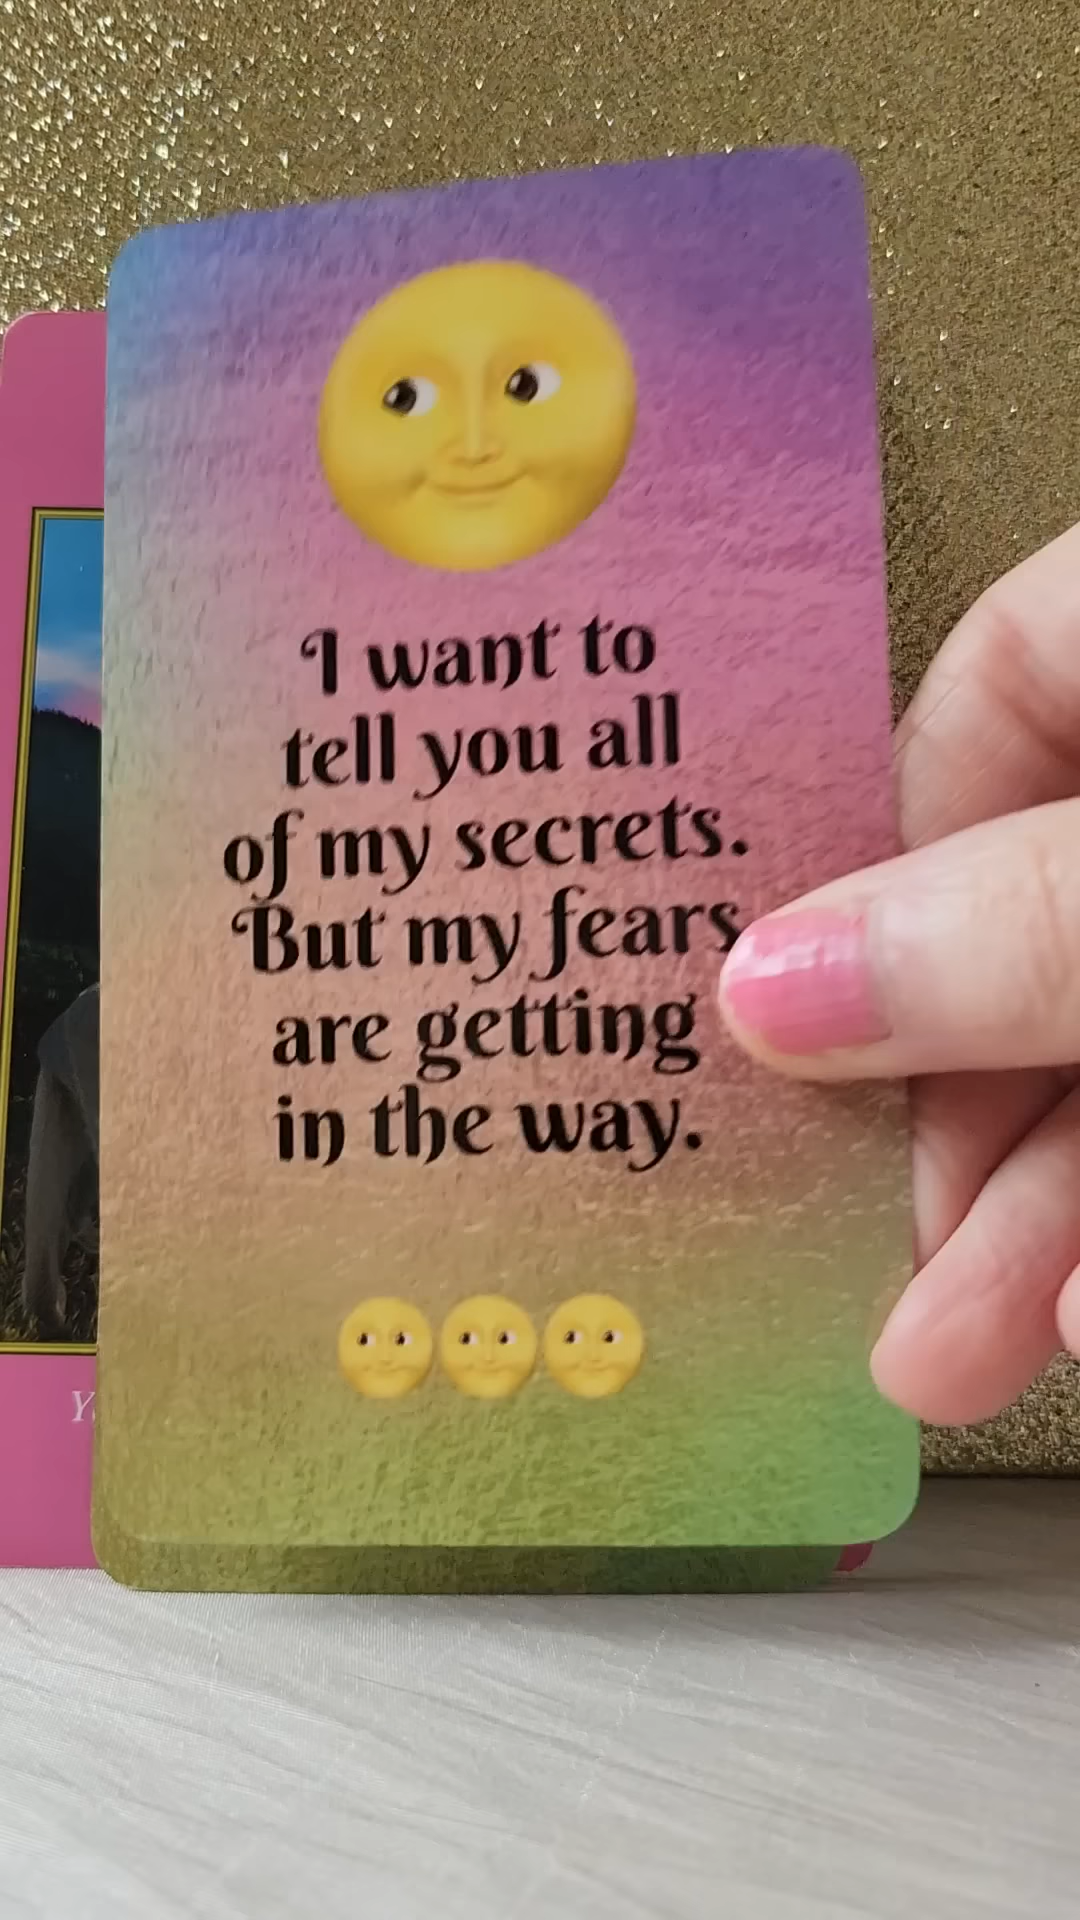 I want to
tell you all
of my secrets.
But my fears
are getting
in the way.
Y